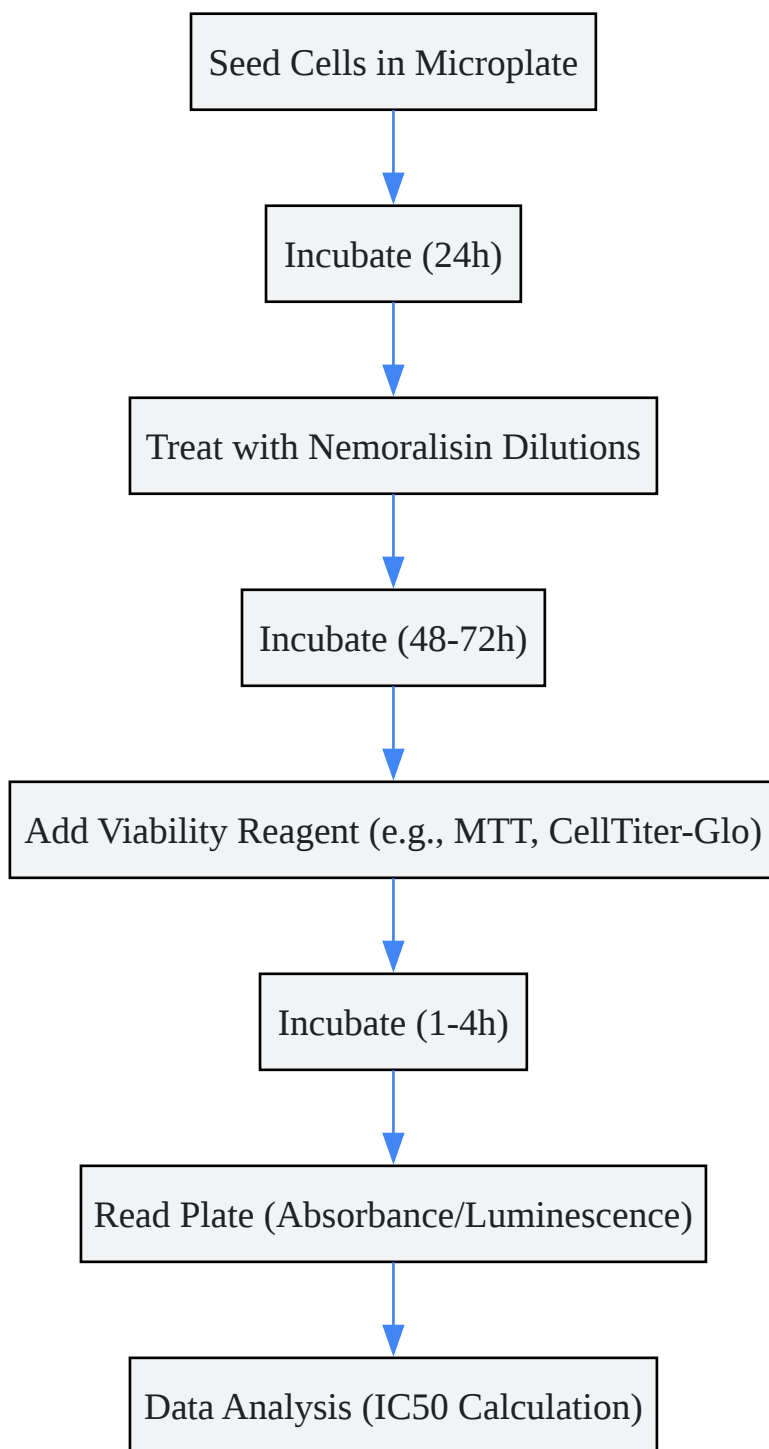 Seed Cells in Microplate
Incubate (24h)
Treat with Nemoralisin Dilutions
Incubate (48-72h)
Add Viability Reagent (e.g., MTT, CellTiter-Glo)
Incubate (1-4h)
Read Plate (Absorbance/Luminescence)
Data Analysis (IC50 Calculation)